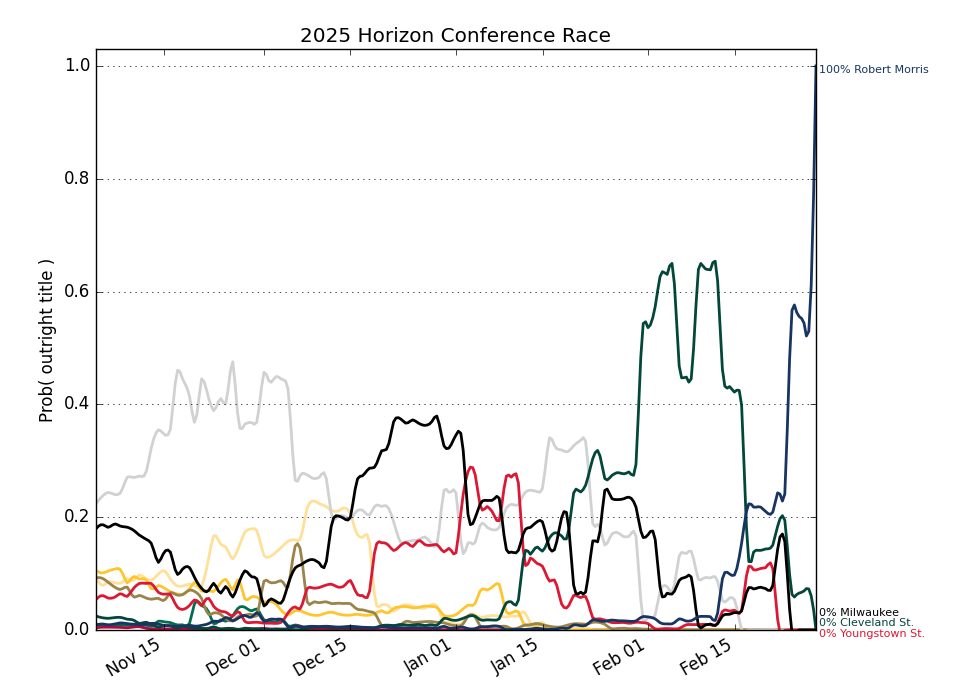 2025 Horizon Conference Race
1.0
100% Robert Morris
0.8
0.6
Prob( outright title )
0.4
0.2
0% Milwaukee
0% Cleveland St.
0.0
0% Youngstown St.
Nov 15
Dec 01
Dec 15
Jan 01
Jan 15
Feb 01
Feb 15